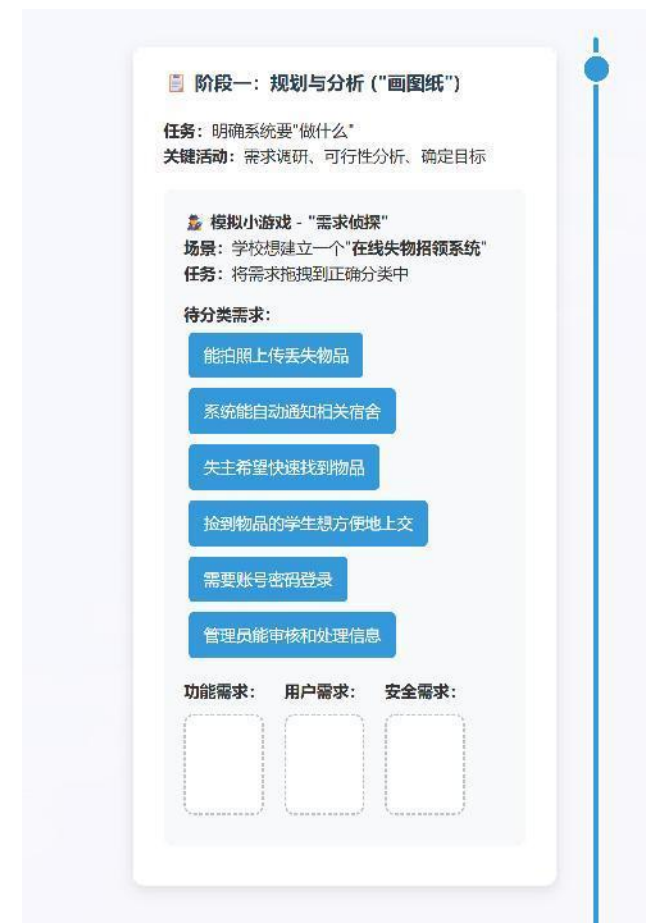 阶段一：规划与分析 ("画图纸")
任务：明确系统要"做什么"
关键活动：需求调研、可行性分析、确定目标
模拟小游戏 - "需求侦探"
场景：学校想建立一个"在线失物招领系统"
任务：将需求拖拽到正确分类中
待分类需求：
能拍照上传丢失物品
系统能自动通知相关宿舍
失主希望快速找到物品
捡到物品的学生想方便地上交
需要账号密码登录
管理员能审核和处理信息
功能需求： 用户需求： 安全需求：